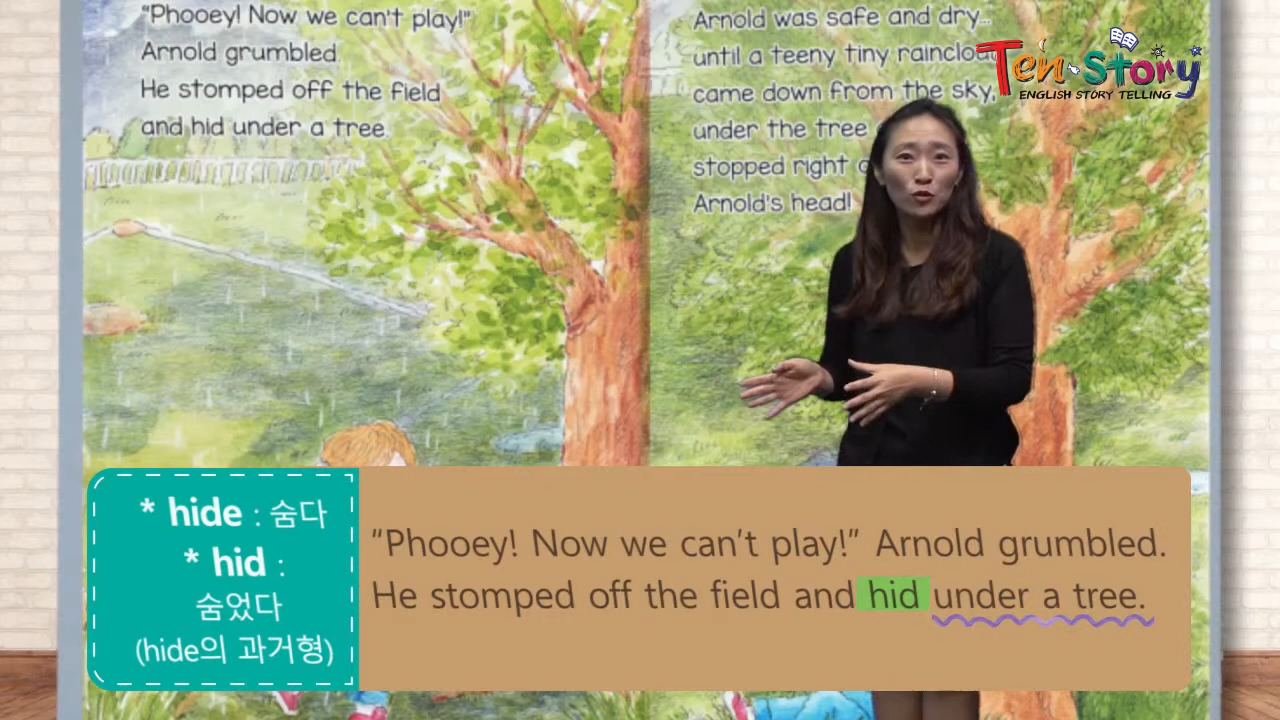 "Phooey! Now we can't play!"
Arnold grumbled.
He stomped off the field
and hid under a tree.
Arnold was safe and dry...
until a teeny tiny raincloud
came down from the sky,
under the tree
stopped right
Arnold's head!
Ten Story
ENGLISH STORY TELLING
* hide : 숨다
* hid :
숨었다
(hide의 과거형)
"Phooey! Now we can't play!" Arnold grumbled.
He stomped off the field and hid under a tree.